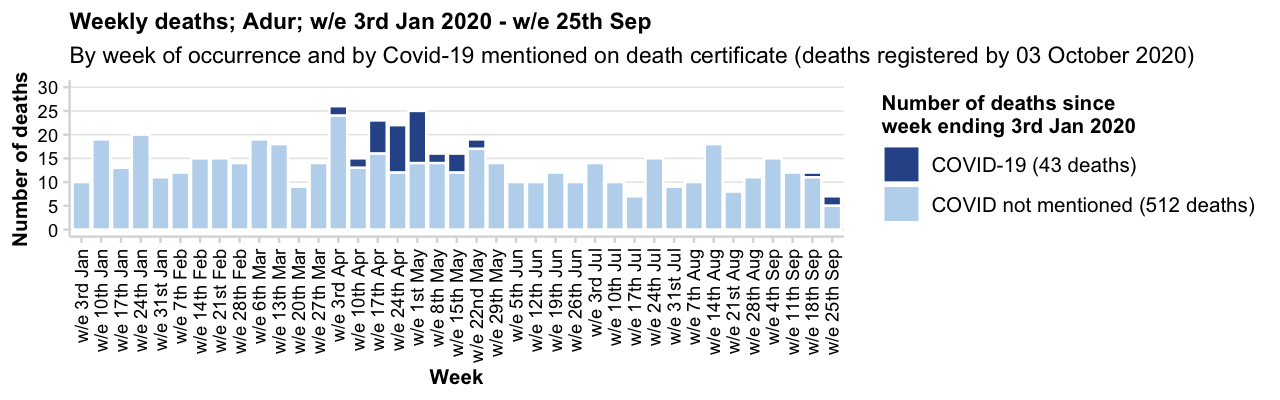 Weekly deaths; Adur; w/e 3rd Jan 2020 - w/e 25th Sep
By week of occurrence and by Covid-19 mentioned on death certificate (deaths registered by 03 October 2020)
Number of deaths
30
25
20
15
10
5
0
w/e 3rd Jan
w/e 10th Jan
w/e 17th Jan
w/e 24th Jan
w/e 31st Jan
w/e 7th Feb
w/e 14th Feb
w/e 21st Feb
w/e 28th Feb
w/e 6th Mar
w/e 13th Mar
w/e 20th Mar
w/e 27th Mar
w/e 3rd Apr
w/e 10th Apr
w/e 17th Apr
w/e 24th Apr
w/e 1st May
w/e 8th May
w/e 15th May
w/e 22nd May
w/e 29th May
w/e 5th Jun
w/e 12th Jun
w/e 19th Jun
w/e 26th Jun
w/e 3rd Jul
w/e 10th Jul
w/e 17th Jul
w/e 24th Jul
w/e 31st Jul
w/e 7th Aug
w/e 14th Aug
w/e 21st Aug
w/e 28th Aug
w/e 4th Sep
w/e 11th Sep
w/e 18th Sep
w/e 25th Sep
Week
Number of deaths since
week ending 3rd Jan 2020
COVID-19 (43 deaths)
COVID not mentioned (512 deaths)